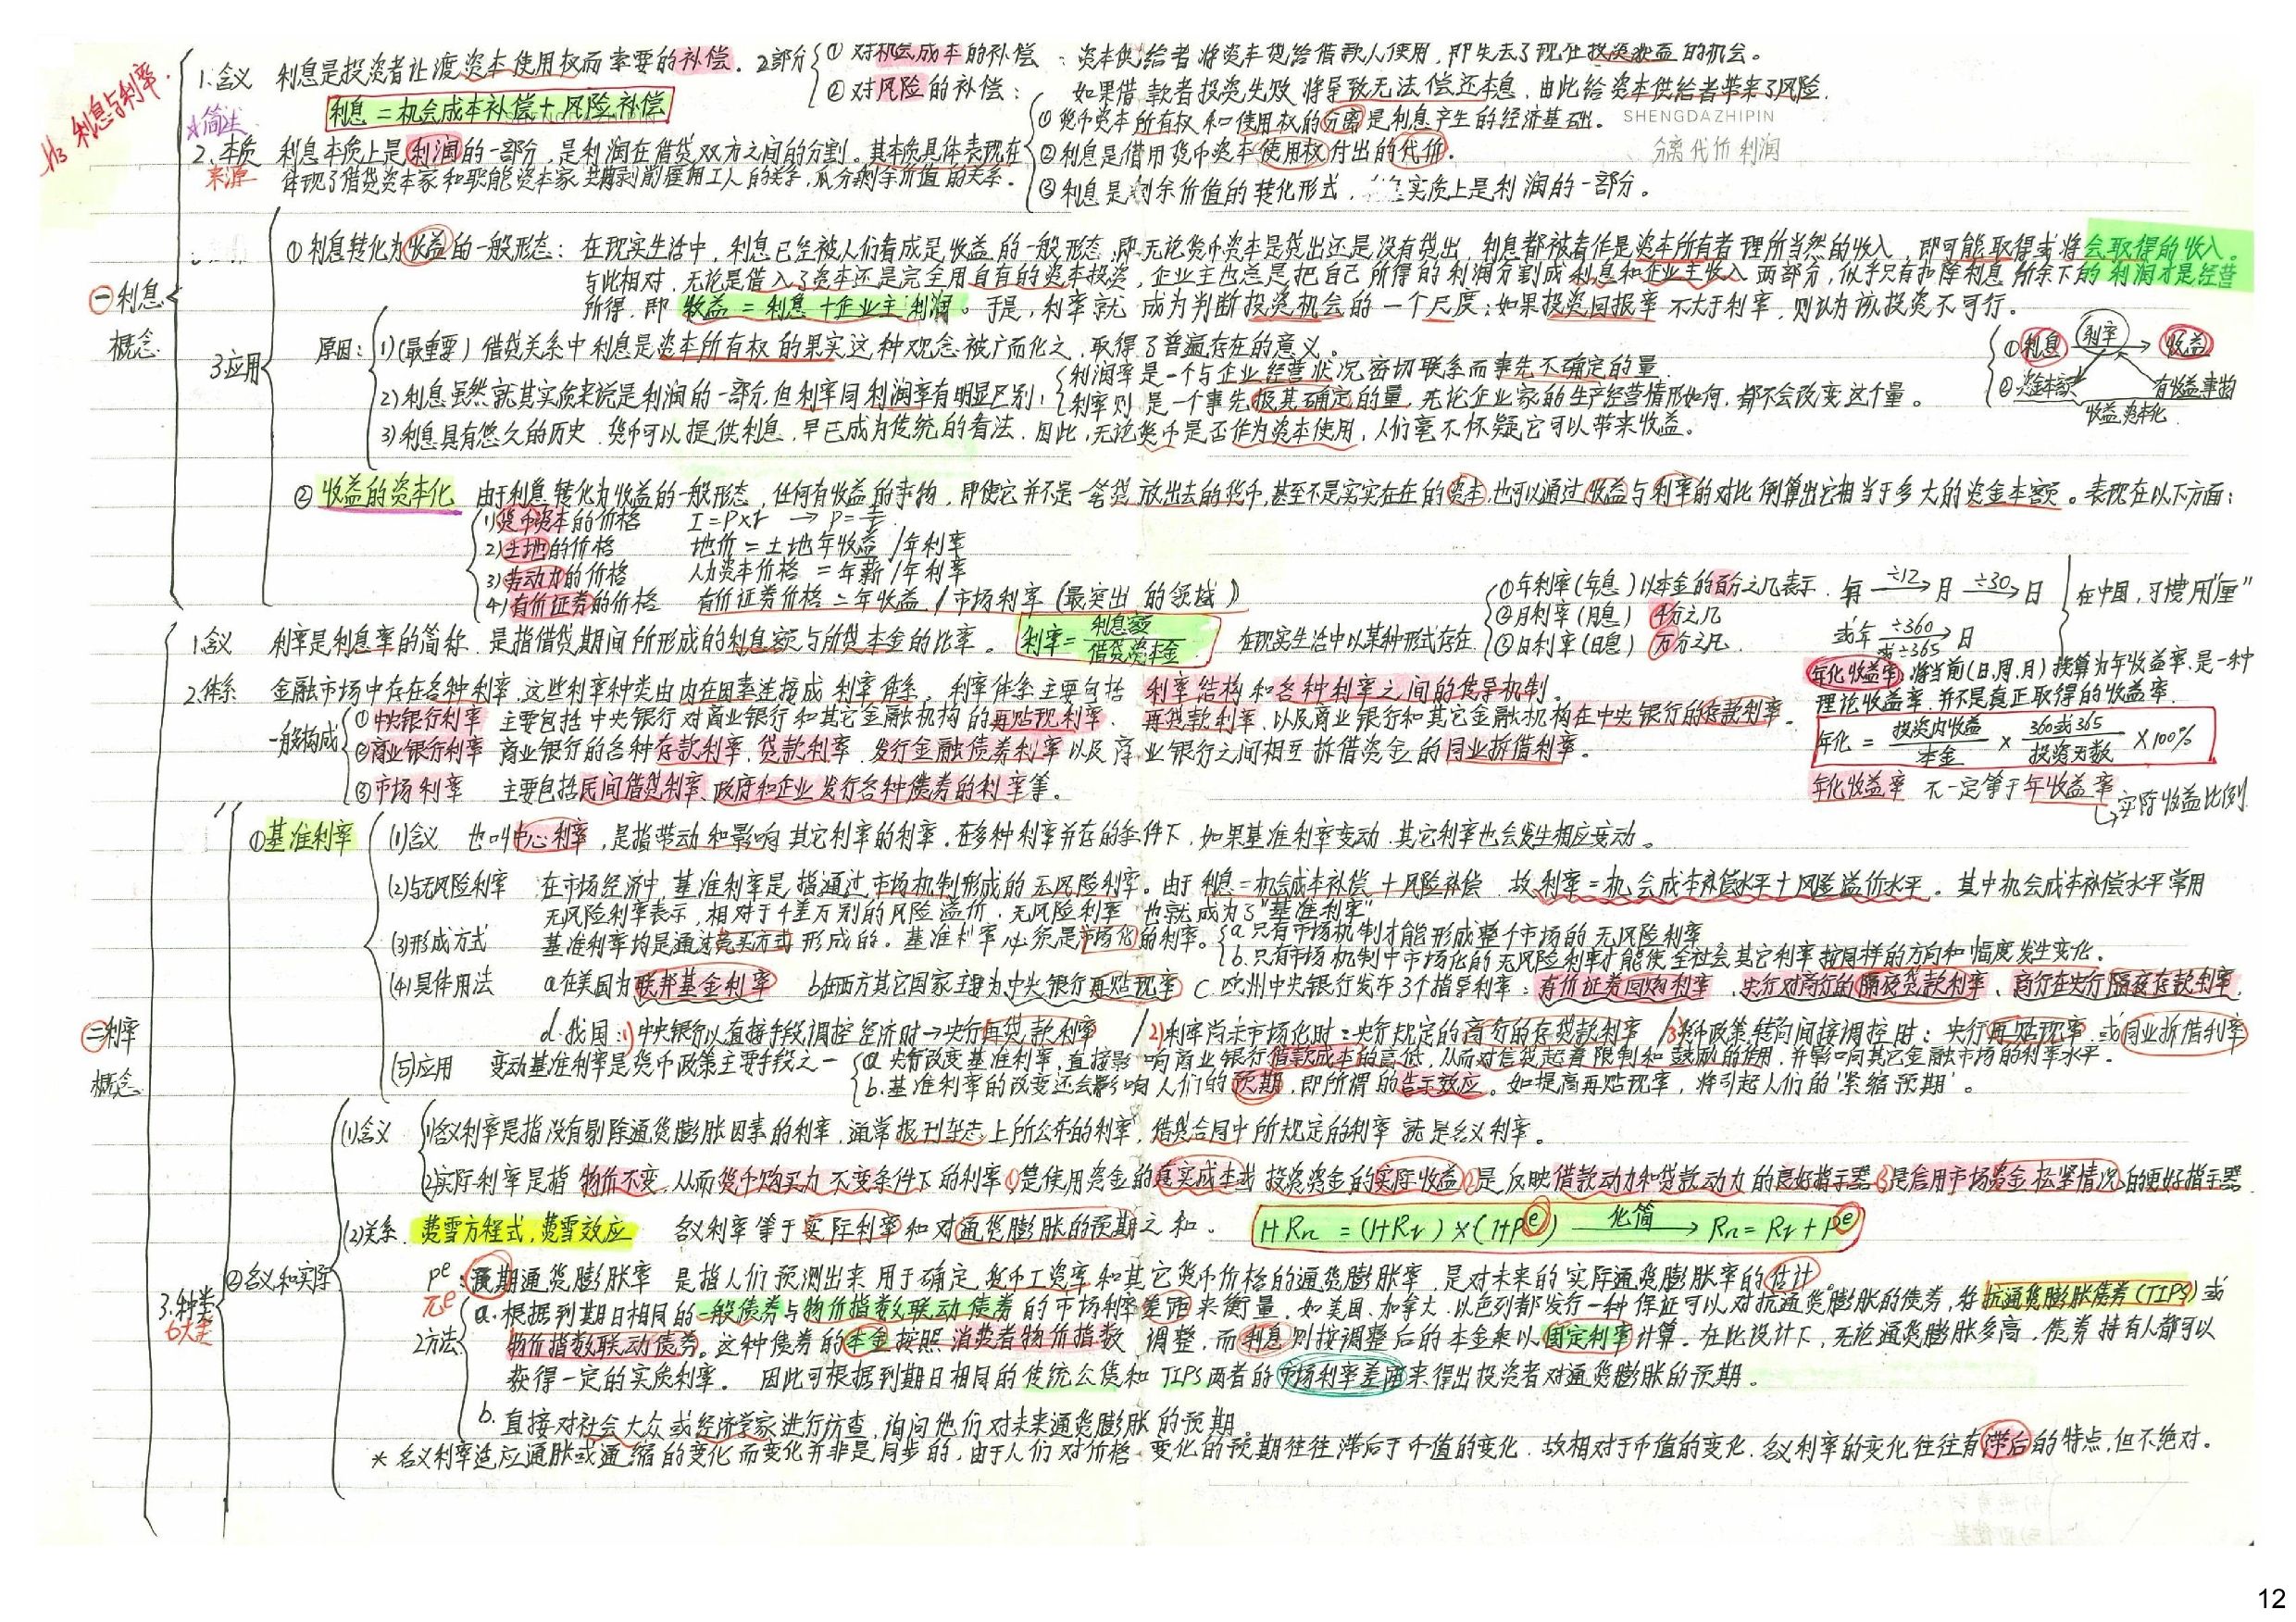 h3 利息与利率.
㊀利息概念
1.含义 利息是投资者让渡资本使用权而索要的补偿. 2部分
①对机会成本的补偿:资本供给者将资本贷给借款人使用,即失去了现在投资收益的机会。
②对风险的补偿:如果借款者投资失败将导致无法偿还本息,由此给资本供给者带来了风险.
利息=机会成本补偿+风险补偿
SHENGDAZHIPIN
☆简述
2.本质 来源 利息本质上是利润的一部分,是利润在借贷双方之间的分割。其本质具体表现在
体现了借贷资本家和职能资本家共同剥削雇用工人的关系,瓜分剩余价值的关系.
①货币资本所有权和使用权的分离是利息产生的经济基础.
②利息是借用货币资本使用权付出的代价.
③利息是剩余价值的转化形式,实质上是利润的一部分。
分离代价利润
3.应用
①利息转化为收益的一般形态:在现实生活中,利息已经被人们看成是收益的一般形态,即无论货币资本是贷出还是没有贷出,利息都被看作是资本所有者理所当然的收入,即可能取得或将会取得的收入。
与此相对,无论是借入了资本还是完全用自有的资本投资,企业主也总是把自己所得的利润分割成利息和企业主收入两部分,似乎只有扣除利息所余下的利润才是经营
所得.即收益=利息+企业主利润。于是,利率就成为判断投资机会的一个尺度;如果投资回报率不大于利率,则认为该投资不可行。
原因:
1)(最重要)借贷关系中利息是资本所有权的果实这种观念被广而化之,取得了普遍存在的意义。
2)利息虽然就其实质来说是利润的一部分,但利率同利润率有明显区别:
利润率是一个与企业经营状况密切联系而事先不确定的量.
利率则是一个事先极其确定的量,无论企业家的生产经营情形如何,都不会改变这个量。
3)利息具有悠久的历史.货币可以提供利息,早已成为传统的看法.因此,无论货币是否作为资本使用,人们毫不怀疑它可以带来收益。
①利息 利率 收益
② 有收益事物
收益资本化
②收益的资本化 由于利息转化为收益的一般形态,任何有收益的事物,即使它并不是一笔贷放出去的货币,甚至不是实实在在的资本,也可以通过收益与利率的对比倒算出它相当于多大的资金本额。表现在以下方面:
1)货币资本的价格 I=P×r → P=I/r
2)土地的价格 地价=土地年收益/年利率
3)劳动力的价格 人力资本价格=年薪/年利率
4)有价证券的价格 有价证券价格=年收益/市场利率(最突出的领域)
㊁利率概念
1.含义 利率是利息率的简称.是指借贷期间所形成的利息额与所贷本金的比率。 利率=利息额/借贷资本金 在现实生活中以某种形式存在
①年利率(年息)以本金的百分之几表示.
②月利率(月息)千分之几
③日利率(日息)万分之几.
年 ÷12→ 月 ÷30→ 日
或年 ÷360或÷365→ 日
在中国,习惯用"厘"
年化收益率:将当前(日.周.月)换算为年收益率.是一种
理论收益率.并不是真正取得的收益率.
年化=投资内收益/本金×360或365/投资天数×100%
年化收益率不一定等于年收益率
↳实际收益比例
2.体系 金融市场中存在各种利率.这些利率种类由内在因素连接成利率体系。利率体系主要包括利率结构和各种利率之间的传导机制。
一般构成
①中央银行利率 主要包括中央银行对商业银行和其它金融机构的再贴现利率、再贷款利率.以及商业银行和其它金融机构在中央银行的存款利率.
②商业银行利率 商业银行的各种存款利率.贷款利率.发行金融债券利率以及商业银行之间相互拆借资金的同业拆借利率。
③市场利率 主要包括民间借贷利率、政府和企业发行各种债券的利率等。
3.种类 6大类
①基准利率
(1)含义 也叫中心利率,是指带动和影响其它利率的利率.在多种利率并存的条件下,如果基准利率变动.其它利率也会发生相应变动。
(2)与无风险利率 在市场经济中.基准利率是指通过市场机制形成的无风险利率。由于利息=机会成本补偿+风险补偿 故利率=机会成本补偿水平+风险溢价水平。其中机会成本补偿水平常用
无风险利率表示,相对于千差万别的风险溢价.无风险利率也就成为了"基准利率"
(3)形成方式 基准利率均是通过竞买方式形成的。基准利率必须是市场化的利率。
a.只有市场机制才能形成整个市场的无风险利率
b.只有市场机制中市场化的无风险利率才能使全社会其它利率按同样的方向和幅度发生变化.
(4)具体用法 a.在美国为联邦基金利率 b.在西方其它国家主要为中央银行再贴现率 c.欧州中央银行发布3个指导利率:有价证券回购利率、央行对商行的隔夜贷款利率、商行在央行隔夜存款利率.
d.我国:1)中央银行以直接手段调控经济时→央行再贷款利率 /2)利率尚未市场化时:央行规定的商行的存贷款利率 /3)货币政策转向间接调控时:央行再贴现率 或同业拆借利率
(5)应用 变动基准利率是货币政策主要手段之一
a.央行改变基准利率,直接影响商业银行借款成本的高低,从而对信贷起着限制和鼓励的作用,并影响其它金融市场的利率水平.
b.基准利率的改变还会影响人们的预期.即所谓的告示效应。如提高再贴现率,将引起人们的'紧缩预期'。
②名义和实际
(1)含义
1)名义利率是指没有剔除通货膨胀因素的利率,通常报刊杂志上所公布的利率,借贷合同中所规定的利率就是名义利率。
2)实际利率是指物价不变.从而货币购买力不变条件下的利率①是使用资金的真实成本或投资资金的实际收益②是反映借款动力和贷款动力的良好指示器③是信用市场资金松紧情况的更好指示器
(2)关系.费雪方程式,费雪效应 名义利率等于实际利率和对通货膨胀的预期之和. 1+Rn=(1+Rr)×(1+Pe) 化简→ Rn=Rr+Pe
Pe:预期通货膨胀率 是指人们预测出来用于确定货币工资率和其它货币价格的通货膨胀率.是对未来的实际通货膨胀率的估计.
πe 2方法
a.根据到期日相同的一般债券与物价指数联动债券的市场利率差距来衡量.如美国.加拿大.以色列都发行一种保证可以对抗通货膨胀的债券,称抗通货膨胀债券(TIPS)或
物价指数联动债券。这种债券的本金按照消费者物价指数调整,而利息则按调整后的本金乘以固定利率计算.在此设计下,无论通货膨胀多高,债券持有人都可以
获得一定的实质利率。因此可根据到期日相同的传统公债和TIPS两者的市场利率差距来得出投资者对通货膨胀的预期。
b.直接对社会大众或经济学家进行访查.询问他们对未来通货膨胀的预期。
*名义利率适应通胀或通缩的变化而变化并非是同步的,由于人们对价格变化的预期往往滞后于币值的变化.故相对于币值的变化.名义利率的变化往往有滞后的特点,但不绝对。
12